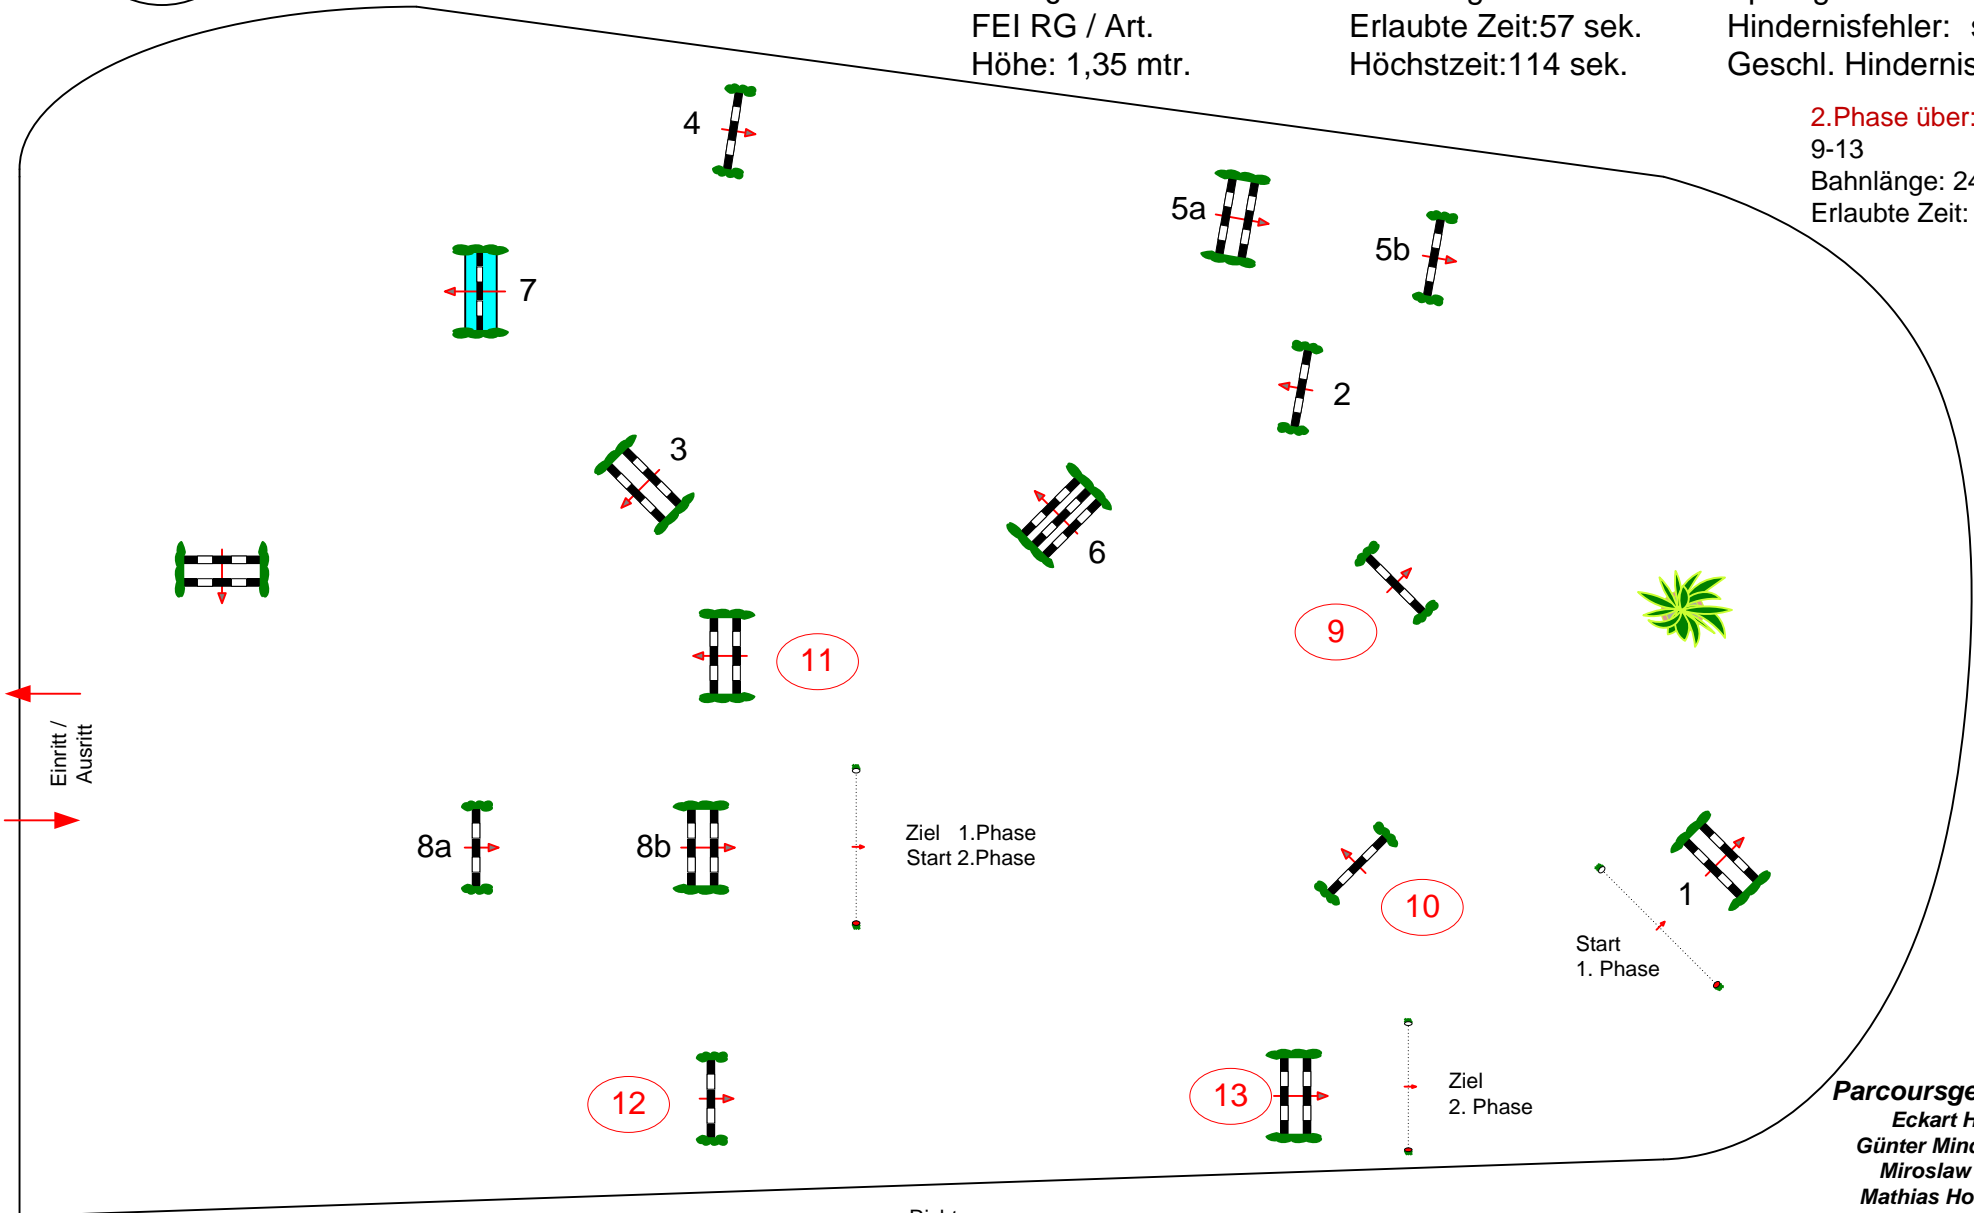 FEI RG / Art.
Höhe: 1,35 mtr.
Erlaubte Zeit:57 sek.
Höchstzeit:114 sek.
Hindernisfehler:
Geschl.
2.Phase über:
9-13
Bahnlänge:
Erlaubte Zeit:
4
5a
5b
7
2
3
6
9
11
Einritt /
Ausritt
8a
8b
Ziel 1.Phase
Start 2.Phase
10
1
Start
1. Phase
12
13
Ziel
2. Phase
Eckart
Günter
Miroslaw
Mathias